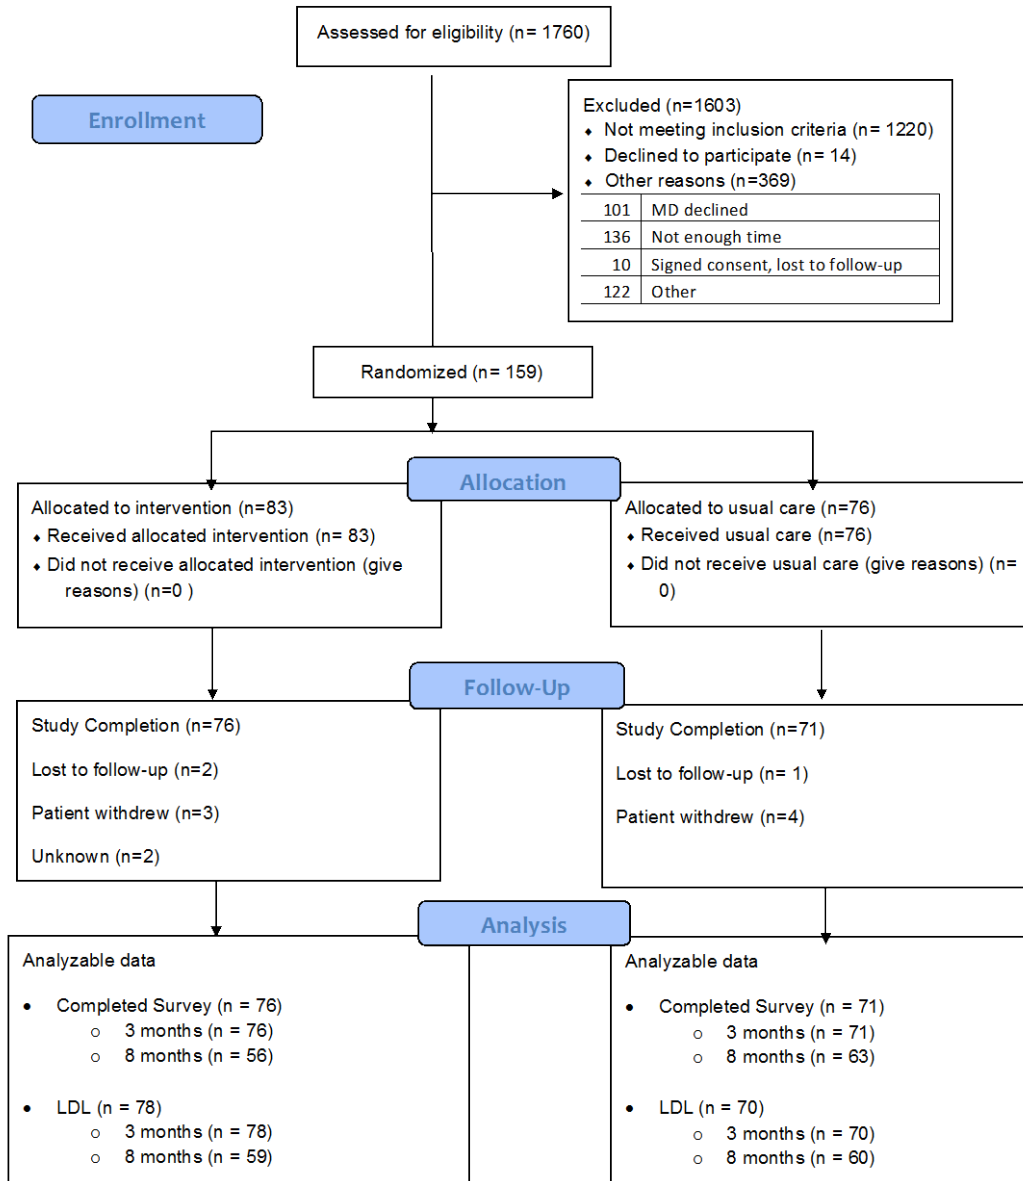 Assessed for eligibility (n= 1760)
Enrollment
Excluded (n=1603)
⬧ Not meeting inclusion criteria (n= 1220)
⬧ Declined to participate (n= 14)
⬧ Other reasons (n=369)
101 MD declined
136 Not enough time
10 Signed consent, lost to follow-up
122 Other
Randomized (n= 159)
Allocation
Allocated to intervention (n=83)
⬧ Received allocated intervention (n= 83)
⬧ Did not receive allocated intervention (give
reasons) (n=0 )
Allocated to usual care (n=76)
⬧ Received usual care (n=76)
⬧ Did not receive usual care (give reasons) (n=
0)
Follow-Up
Study Completion (n=76)
Lost to follow-up (n=2)
Patient withdrew (n=3)
Unknown (n=2)
Study Completion (n=71)
Lost to follow-up (n= 1)
Patient withdrew (n=4)
Analysis
Analyzable data
• Completed Survey (n = 76)
o 3 months (n = 76)
o 8 months (n = 56)
• LDL (n = 78)
o 3 months (n = 78)
o 8 months (n = 59)
Analyzable data
• Completed Survey (n = 71)
o 3 months (n = 71)
o 8 months (n = 63)
• LDL (n = 70)
o 3 months (n = 70)
o 8 months (n = 60)